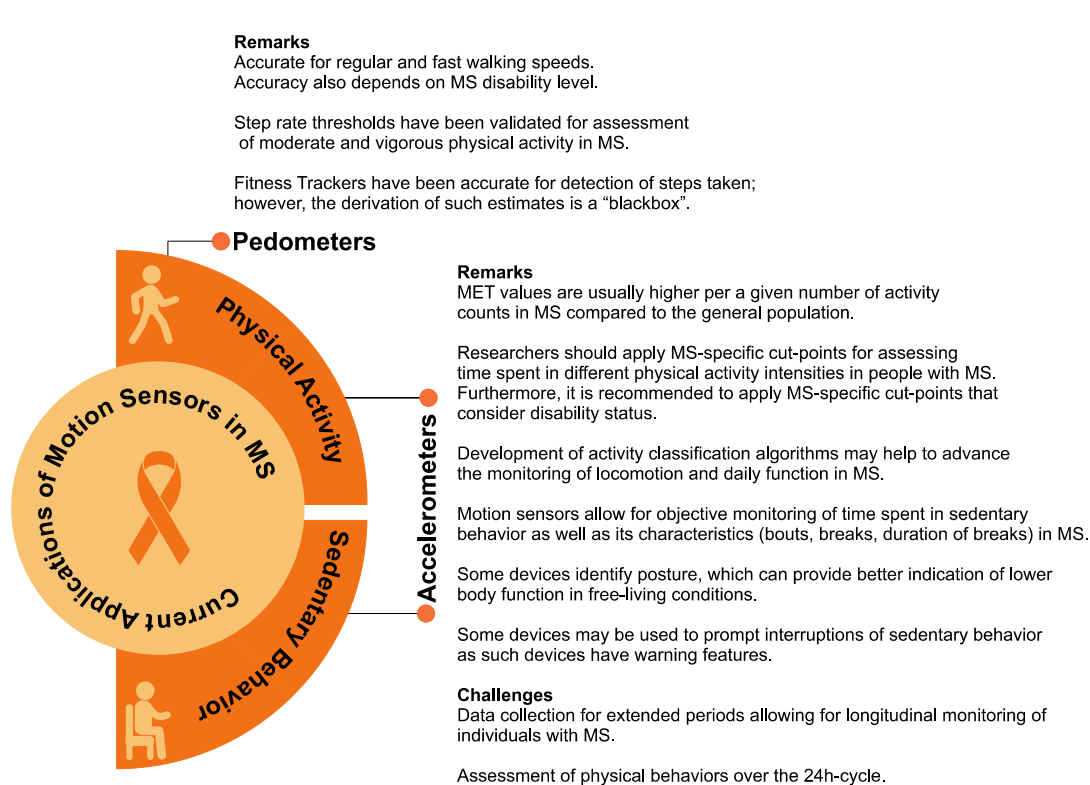 Remarks
Accurate for regular and fast walking speeds.
Accuracy also depends on MS disability level.
Step rate thresholds have been validated for assessment
of moderate and vigorous physical activity in MS.
Fitness Trackers have been accurate for detection of steps taken;
however, the derivation of such estimates is a “blackbox”.
Pedometers
Physical Activity
Current Applications of Motion Sensors in MS
Sedentary Behavior
Accelerometers
Remarks
MET values are usually higher per a given number of activity
counts in MS compared to the general population.
Researchers should apply MS-specific cut-points for assessing
time spent in different physical activity intensities in people with MS.
Furthermore, it is recommended to apply MS-specific cut-points that
consider disability status.
Development of activity classification algorithms may help to advance
the monitoring of locomotion and daily function in MS.
Motion sensors allow for objective monitoring of time spent in sedentary
behavior as well as its characteristics (bouts, breaks, duration of breaks) in MS.
Some devices identify posture, which can provide better indication of lower
body function in free-living conditions.
Some devices may be used to prompt interruptions of sedentary behavior
as such devices have warning features.
Challenges
Data collection for extended periods allowing for longitudinal monitoring of
individuals with MS.
Assessment of physical behaviors over the 24h-cycle.